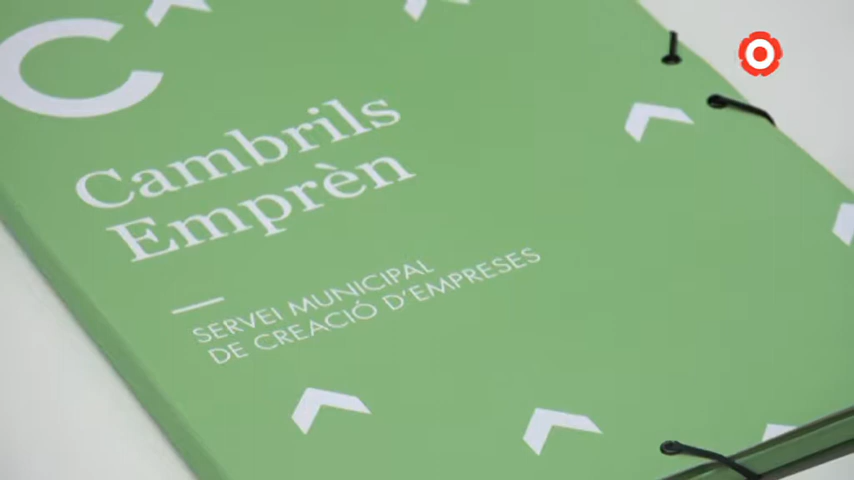 Cambrils
Emprèn
SERVEI MUNICIPAL
DE CREACIÓ D'EMPRESES